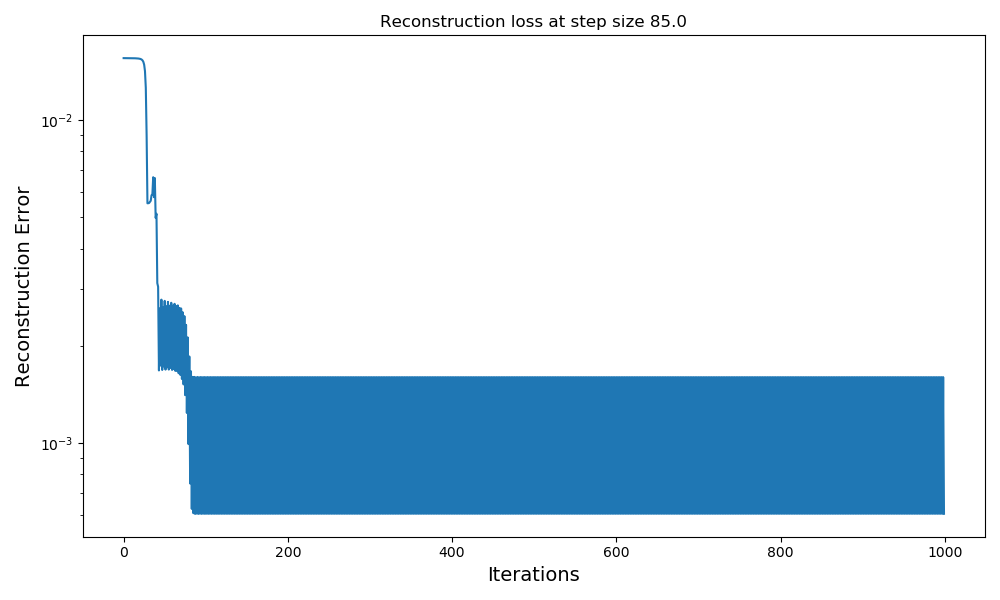 Reconstruction loss at step size 85.0
Reconstruction Error
10⁻²
10⁻³
0 200 400 600 800 1000
Iterations